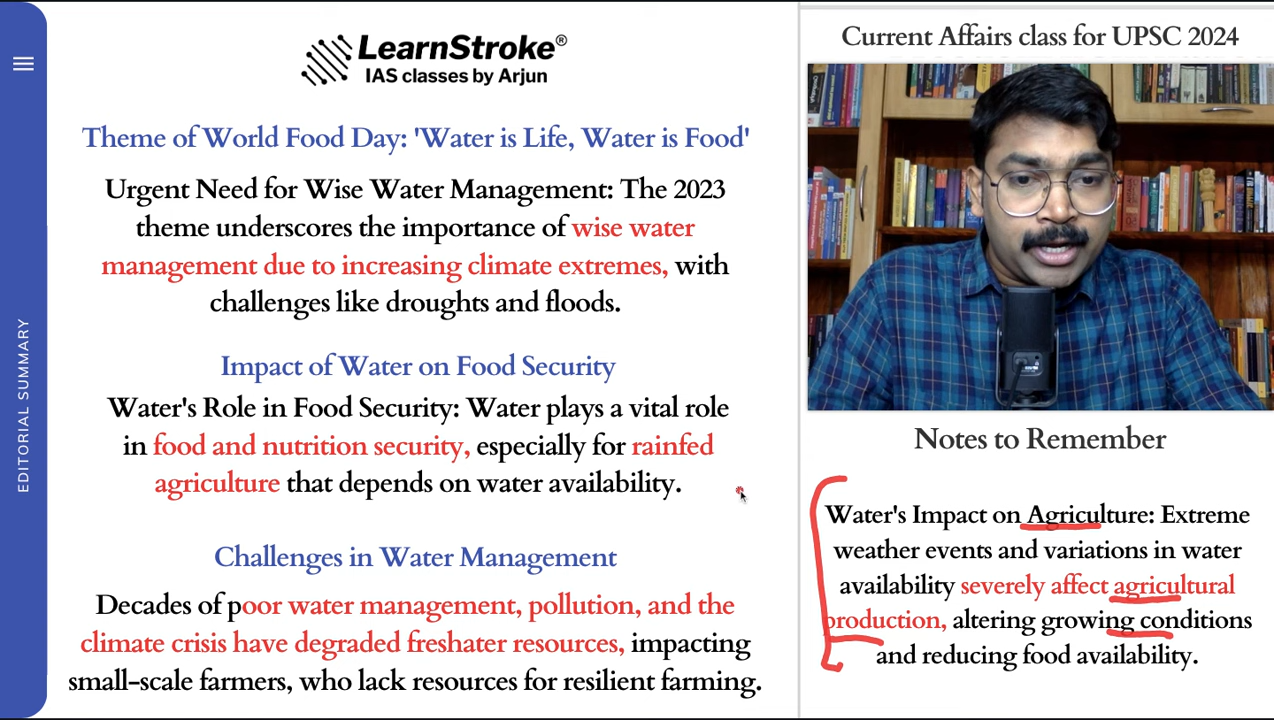 EDITORIAL SUMMARY
LearnStroke®
IAS classes by Arjun
Theme of World Food Day: 'Water is Life, Water is Food'
Urgent Need for Wise Water Management: The 2023
theme underscores the importance of wise water
management due to increasing climate extremes, with
challenges like droughts and floods.
Impact of Water on Food Security
Water's Role in Food Security: Water plays a vital role
in food and nutrition security, especially for rainfed
agriculture that depends on water availability.
Challenges in Water Management
Decades of poor water management, pollution, and the
climate crisis have degraded freshater resources, impacting
small-scale farmers, who lack resources for resilient farming.
Current Affairs class for UPSC 2024
Notes to Remember
Water's Impact on Agriculture: Extreme
weather events and variations in water
availability severely affect agricultural
production, altering growing conditions
and reducing food availability.